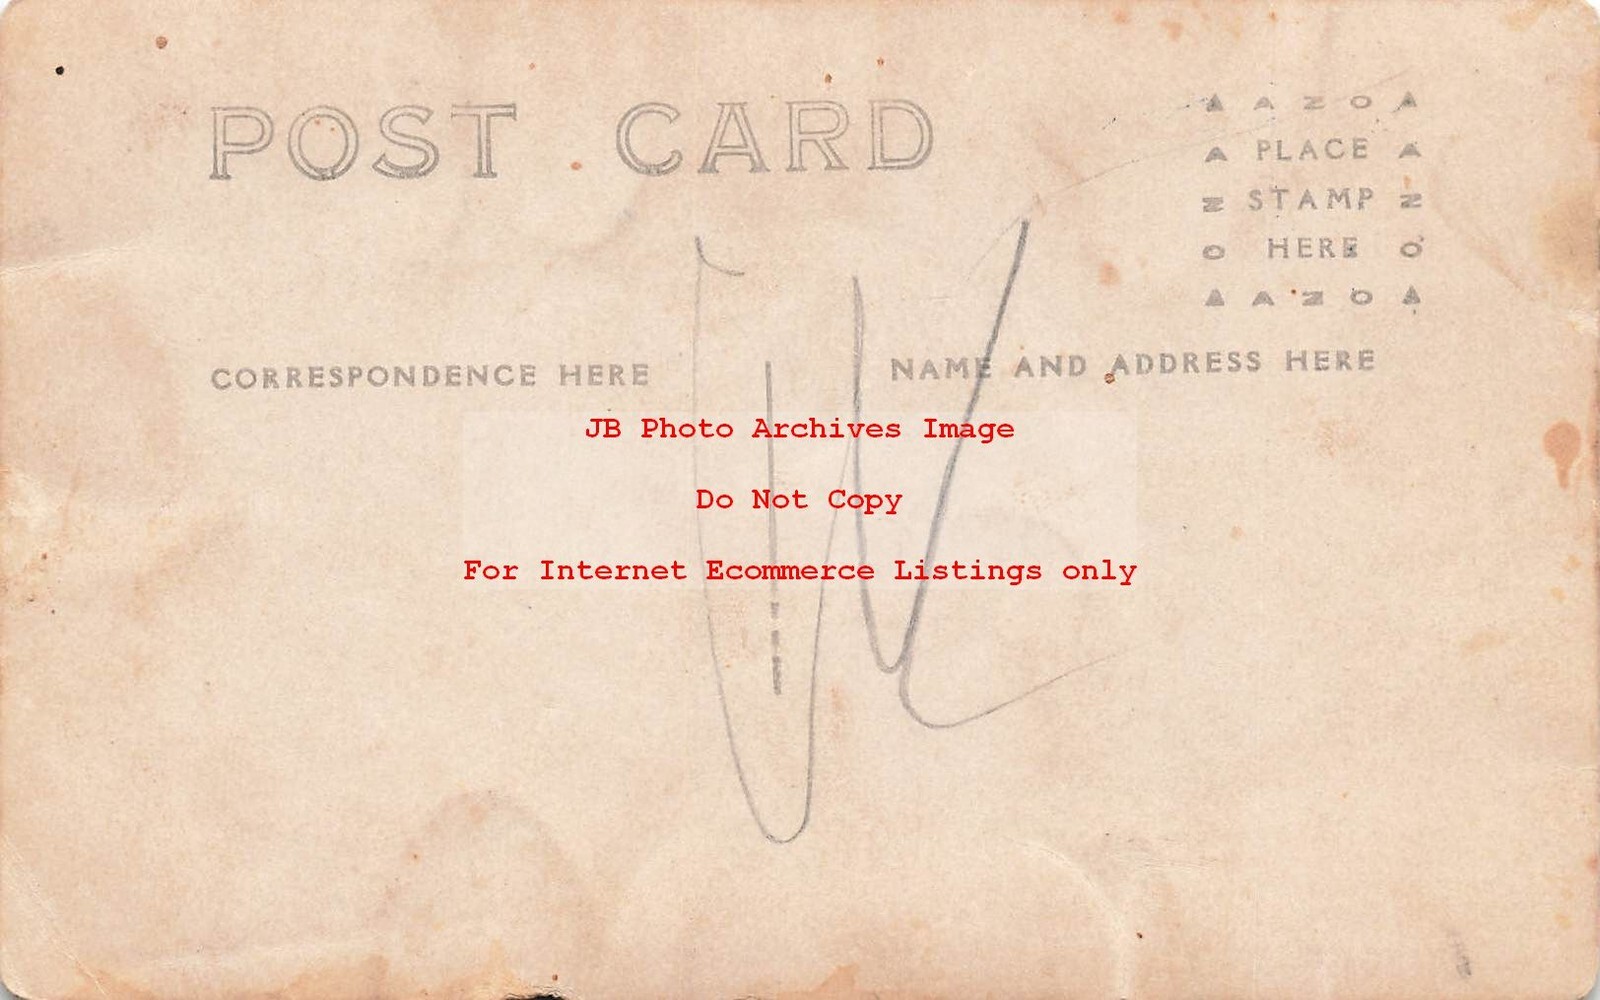 POST CARD
▲ A Z O ▲
A PLACE A
N STAMP N
O HERE O
▲ A Z O ▲
CORRESPONDENCE HERE
NAME AND ADDRESS HERE
JB Photo Archives Image
Do Not Copy
For Internet Ecommerce Listings only